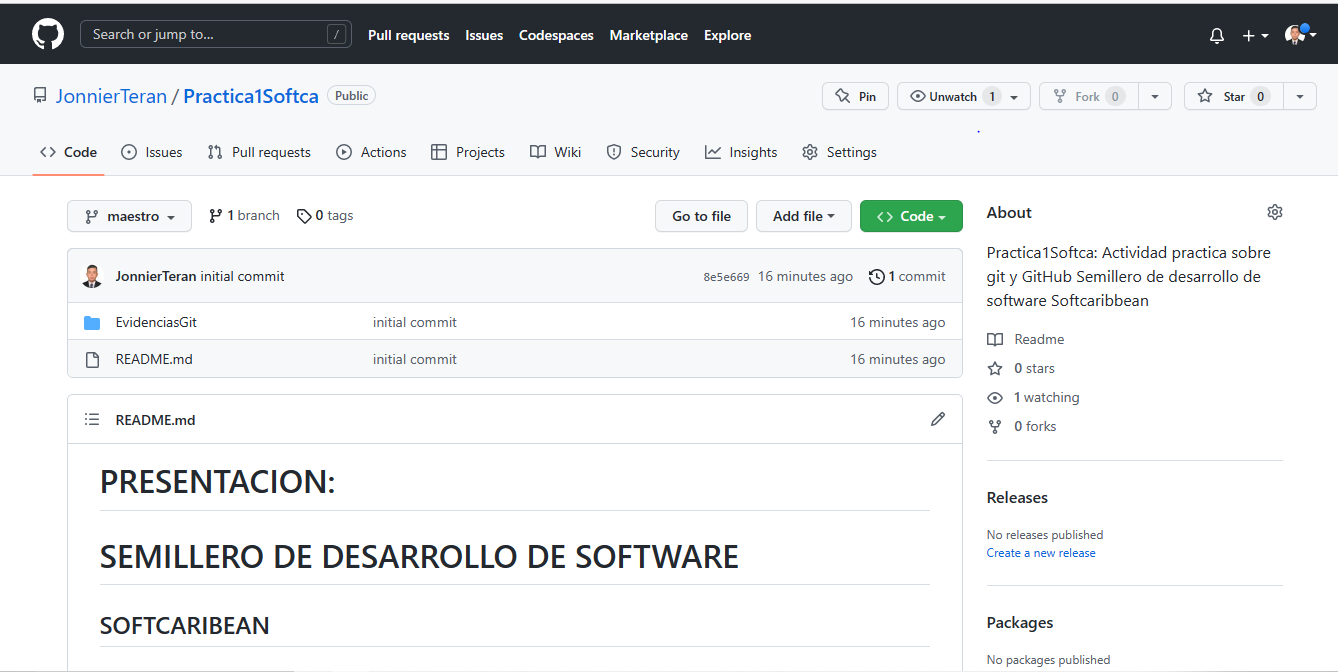 Search or jump to... / Pull requests Issues Codespaces Marketplace Explore
JonnierTeran / Practica1Softca Public Pin Unwatch 1 Fork 0 Star 0
Code Issues Pull requests Actions Projects Wiki Security Insights Settings
maestro 1 branch 0 tags Go to file Add file Code
JonnierTeran initial commit 8e5e669 16 minutes ago 1 commit
EvidenciasGit initial commit 16 minutes ago
README.md initial commit 16 minutes ago
README.md
PRESENTACION:
SEMILLERO DE DESARROLLO DE SOFTWARE
SOFTCARIBEAN
About
Practica1Softca: Actividad practica sobre
git y GitHub Semillero de desarrollo de
software Softcaribbean
Readme
0 stars
1 watching
0 forks
Releases
No releases published
Create a new release
Packages
No packages published